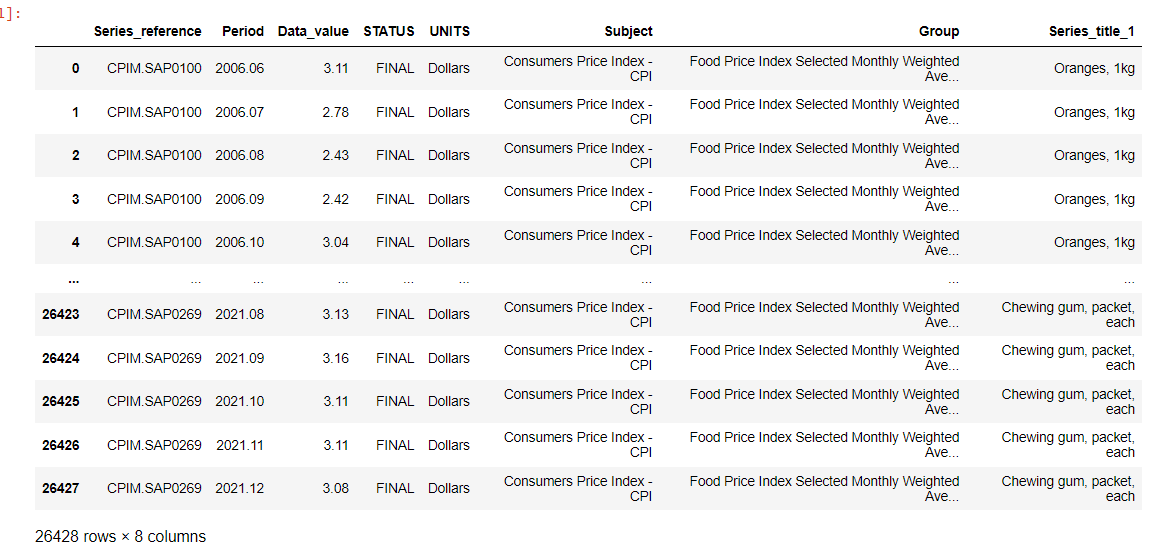 1]:
Series_reference Period Data_value STATUS UNITS Subject Group Series_title_1
0 CPIM.SAP0100 2006.06 3.11 FINAL Dollars Consumers Price Index - CPI Food Price Index Selected Monthly Weighted Ave... Oranges, 1kg
1 CPIM.SAP0100 2006.07 2.78 FINAL Dollars Consumers Price Index - CPI Food Price Index Selected Monthly Weighted Ave... Oranges, 1kg
2 CPIM.SAP0100 2006.08 2.43 FINAL Dollars Consumers Price Index - CPI Food Price Index Selected Monthly Weighted Ave... Oranges, 1kg
3 CPIM.SAP0100 2006.09 2.42 FINAL Dollars Consumers Price Index - CPI Food Price Index Selected Monthly Weighted Ave... Oranges, 1kg
4 CPIM.SAP0100 2006.10 3.04 FINAL Dollars Consumers Price Index - CPI Food Price Index Selected Monthly Weighted Ave... Oranges, 1kg
... ... ... ... ... ... ... ... ...
26423 CPIM.SAP0269 2021.08 3.13 FINAL Dollars Consumers Price Index - CPI Food Price Index Selected Monthly Weighted Ave... Chewing gum, packet, each
26424 CPIM.SAP0269 2021.09 3.16 FINAL Dollars Consumers Price Index - CPI Food Price Index Selected Monthly Weighted Ave... Chewing gum, packet, each
26425 CPIM.SAP0269 2021.10 3.11 FINAL Dollars Consumers Price Index - CPI Food Price Index Selected Monthly Weighted Ave... Chewing gum, packet, each
26426 CPIM.SAP0269 2021.11 3.11 FINAL Dollars Consumers Price Index - CPI Food Price Index Selected Monthly Weighted Ave... Chewing gum, packet, each
26427 CPIM.SAP0269 2021.12 3.08 FINAL Dollars Consumers Price Index - CPI Food Price Index Selected Monthly Weighted Ave... Chewing gum, packet, each
26428 rows × 8 columns